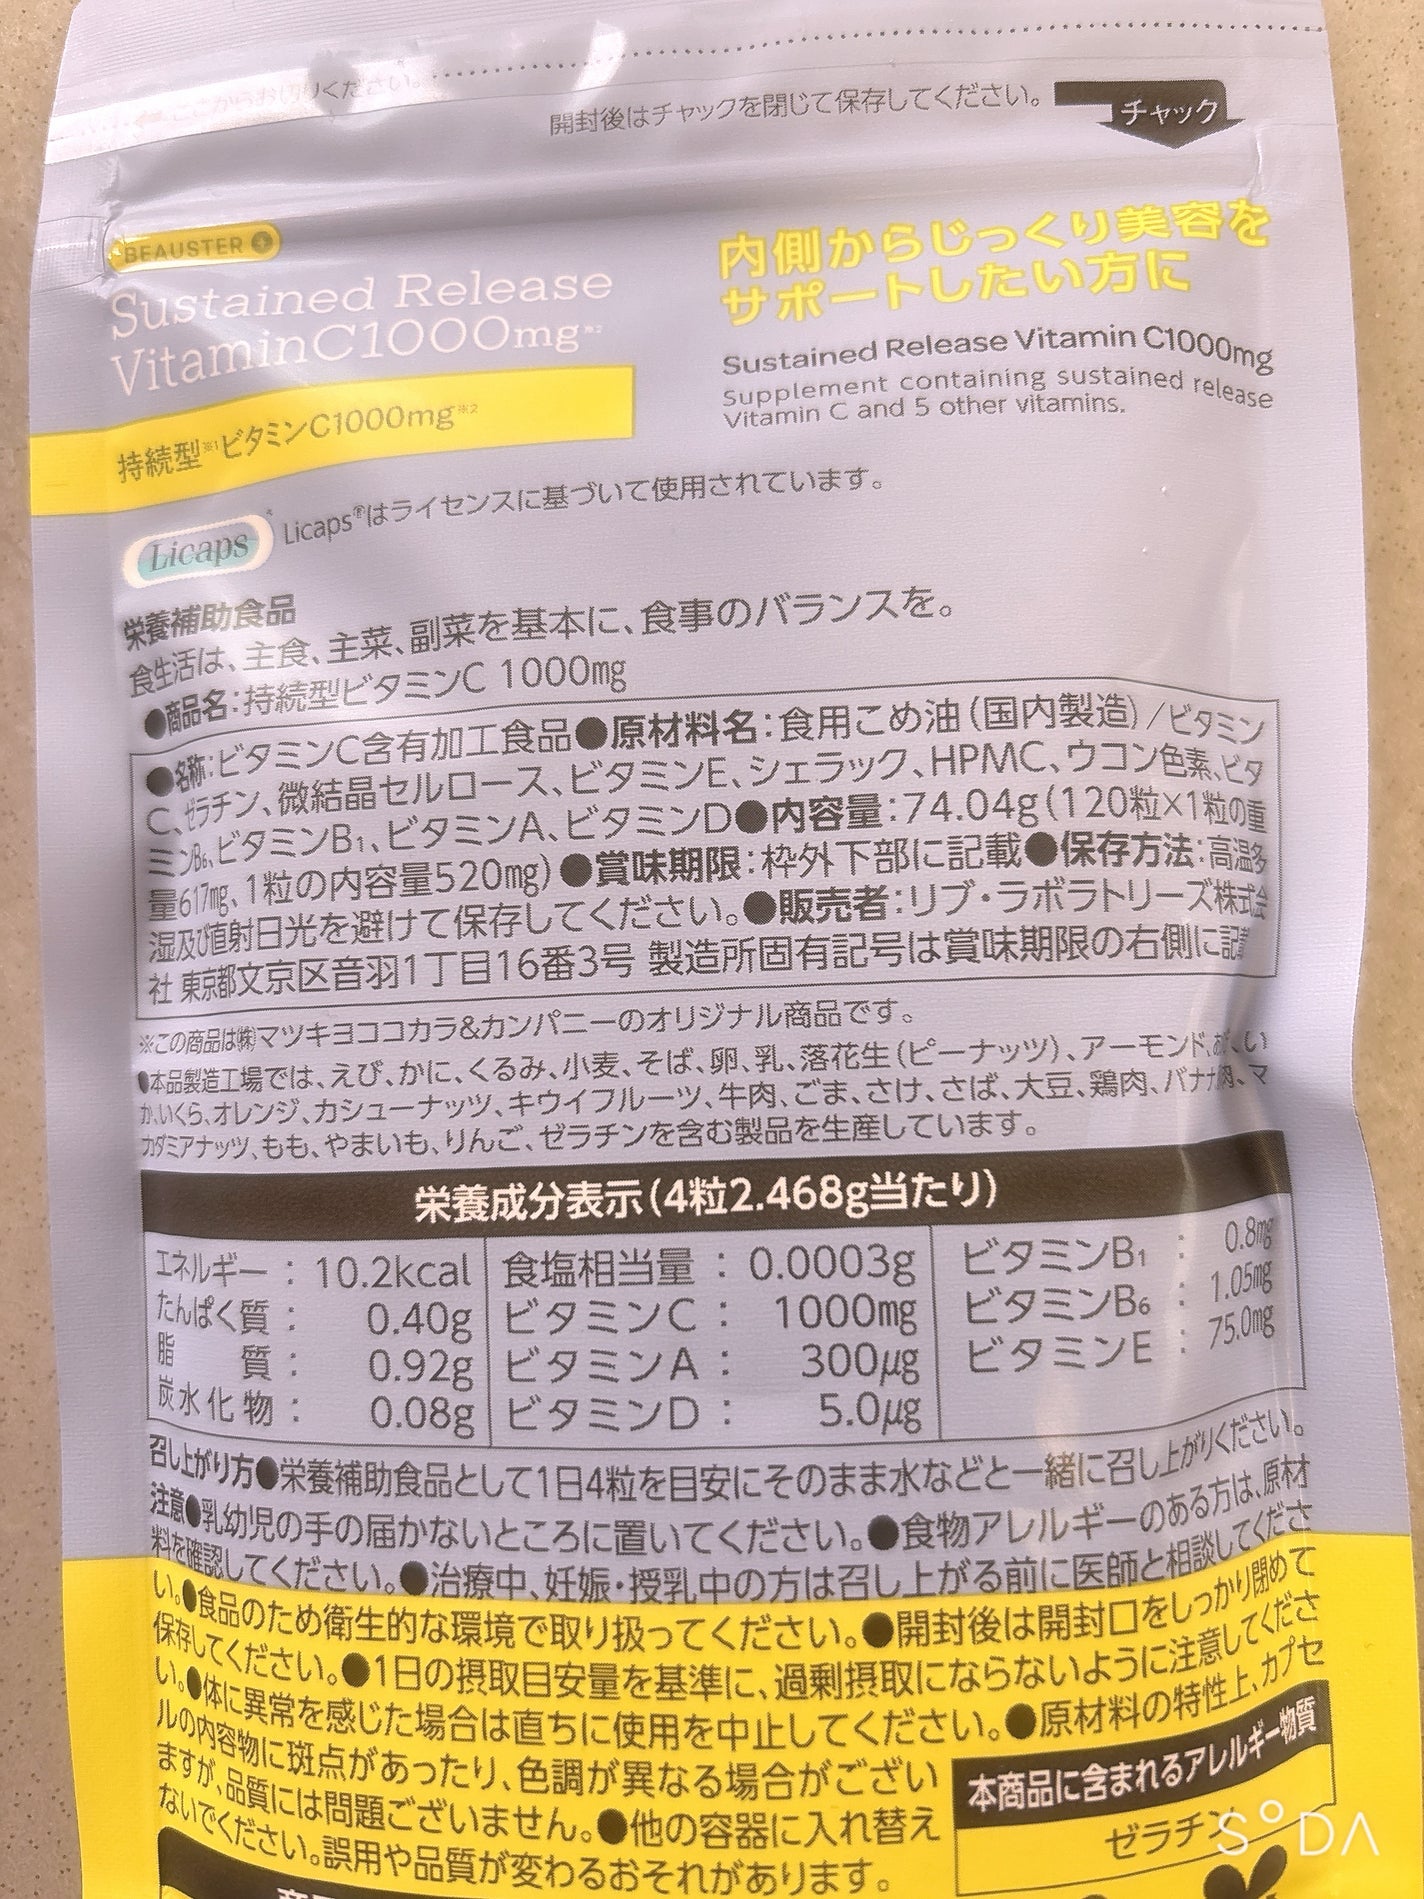 ここからお切りください。
開封後はチャックを閉じて保存してください。
チャック
BEAUSTER
Sustained Release
VitaminC1000mg※2
持続型※1ビタミンC1000mg※2
内側からじっくり美容を
サポートしたい方に
Sustained Release Vitamin C1000mg
Supplement containing sustained release
Vitamin C and 5 other vitamins.
Licaps
Licaps®はライセンスに基づいて使用されています。
栄養補助食品
食生活は、主食、主菜、副菜を基本に、食事のバランスを。
●商品名:持続型ビタミンC 1000mg
●名称:ビタミンC含有加工食品●原材料名:食用こめ油(国内製造)/ビタミン
C、ゼラチン、微結晶セルロース、ビタミンE、シェラック、HPMC、ウコン色素、ビタ
ミンB6、ビタミンB1、ビタミンA、ビタミンD●内容量:74.04g(120粒×1粒の重
量617mg、1粒の内容量520mg)●賞味期限:枠外下部に記載●保存方法:高温多
湿及び直射日光を避けて保存してください。●販売者:リブ・ラボラトリーズ株式会
社 東京都文京区音羽1丁目16番3号 製造所固有記号は賞味期限の右側に記載
※この商品は㈱マツキヨココカラ&カンパニーのオリジナル商品です。
●本品製造工場では、えび、かに、くるみ、小麦、そば、卵、乳、落花生(ピーナッツ)、アーモンド、あわび、い
か、いくら、オレンジ、カシューナッツ、キウイフルーツ、牛肉、ごま、さけ、さば、大豆、鶏肉、バナナ、豚肉、マ
カダミアナッツ、もも、やまいも、りんご、ゼラチンを含む製品を生産しています。
栄養成分表示(4粒2.468g当たり)
エネルギー : 10.2kcal
たんぱく質 : 0.40g
脂質 : 0.92g
炭水化物 : 0.08g
食塩相当量 : 0.0003g
ビタミンC : 1000mg
ビタミンA : 300μg
ビタミンD : 5.0μg
ビタミンB1 : 0.8mg
ビタミンB6 : 1.05mg
ビタミンE : 75.0mg
召し上がり方●栄養補助食品として1日4粒を目安にそのまま水などと一緒に召し上がりください。
注意●乳幼児の手の届かないところに置いてください。●食物アレルギーのある方は、原材
料を確認してください。●治療中、妊娠・授乳中の方は召し上がる前に医師と相談してくださ
い。●食品のため衛生的な環境で取り扱ってください。●開封後は開封口をしっかり閉めて
保存してください。●1日の摂取目安量を基準に、過剰摂取にならないように注意してくださ
い。●体に異常を感じた場合は直ちに使用を中止してください。●原材料の特性上、カプセ
ルの内容物に斑点があったり、色調が異なる場合がござい
ますが、品質には問題ございません。●他の容器に入れ替え
ないでください。誤用や品質が変わるおそれがあります。
本商品に含まれるアレルギー物質
ゼラチン
SODA